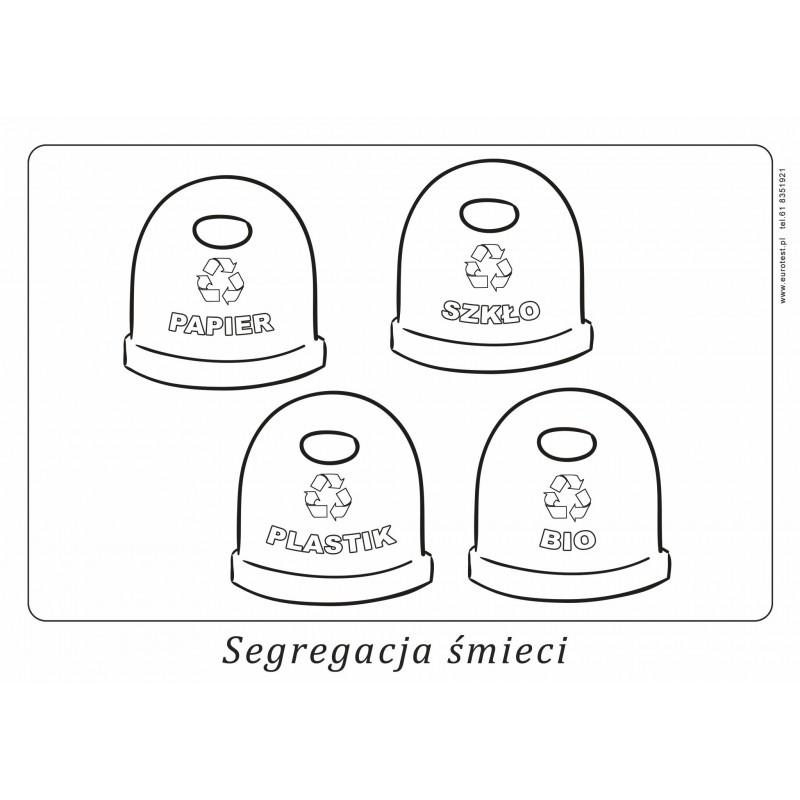 PAPIER
SZKŁO
PLASTIK
BIO
Segregacja śmieci
www.eurotest.pl tel.61 8351921